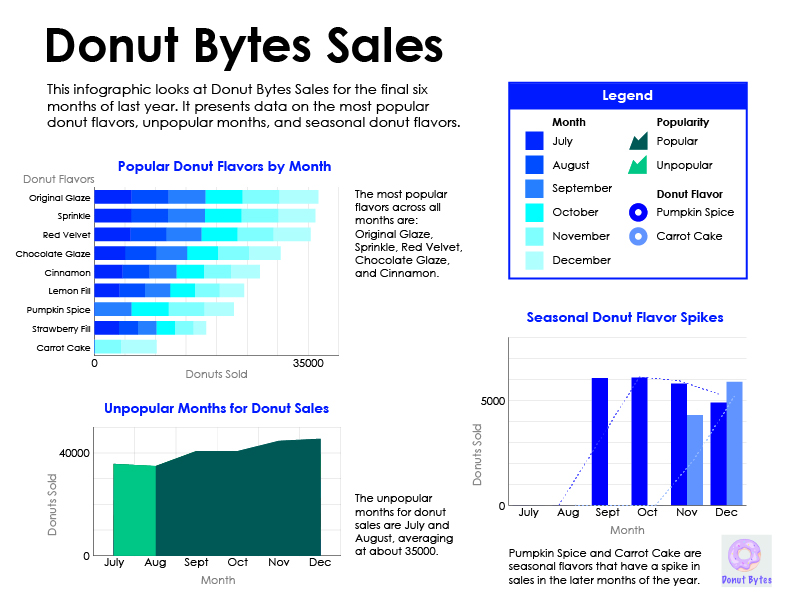 Donut Bytes Sales
This infographic looks at Donut Bytes Sales for the final six
months of last year. It presents data on the most popular
donut flavors, unpopular months, and seasonal donut flavors.
Legend
Month
July
August
September
October
November
December
Popularity
Popular
Unpopular
Donut Flavor
Pumpkin Spice
Carrot Cake
Popular Donut Flavors by Month
Donut Flavors
Original Glaze
Sprinkle
Red Velvet
Chocolate Glaze
Cinnamon
Lemon Fill
Pumpkin Spice
Strawberry Fill
Carrot Cake
0 35000
Donuts Sold
The most popular
flavors across all
months are:
Original Glaze,
Sprinkle, Red Velvet,
Chocolate Glaze,
and Cinnamon.
Unpopular Months for Donut Sales
40000
Donuts Sold
0
July Aug Sept Oct Nov Dec
Month
The unpopular
months for donut
sales are July and
August, averaging
at about 35000.
Seasonal Donut Flavor Spikes
5000
Donuts Sold
0
July Aug Sept Oct Nov Dec
Month
Pumpkin Spice and Carrot Cake are
seasonal flavors that have a spike in
sales in the later months of the year.
Donut Bytes